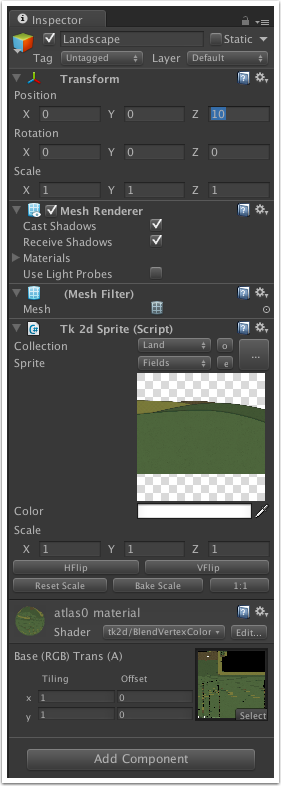 Inspector
Landscape Static
Tag Untagged Layer Default
Transform
Position
X 0 Y 0 Z 10
Rotation
X 0 Y 0 Z 0
Scale
X 1 Y 1 Z 1
Mesh Renderer
Cast Shadows
Receive Shadows
Materials
Use Light Probes
(Mesh Filter)
Mesh
Tk 2d Sprite (Script)
Collection Land o ...
Sprite Fields e
Color
Scale
X 1 Y 1 Z 1
HFlip VFlip
Reset Scale Bake Scale 1:1
atlas0 material
Shader tk2d/BlendVertexColor Edit...
Base (RGB) Trans (A)
Tiling Offset
x 1 0
y 1 0
Select
Add Component